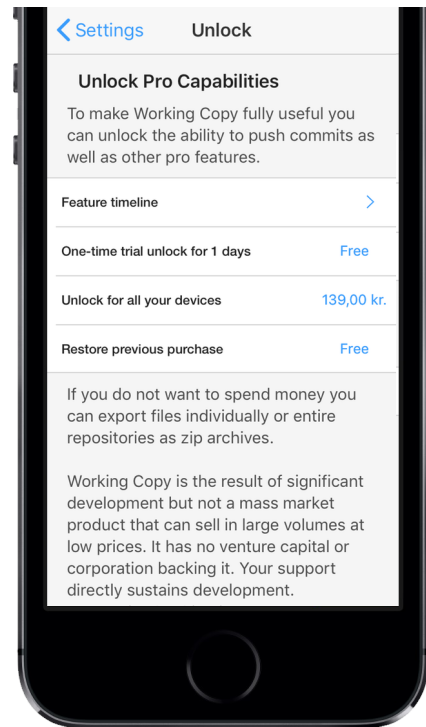 Settings Unlock
Unlock Pro Capabilities
To make Working Copy fully useful you
can unlock the ability to push commits as
well as other pro features.
Feature timeline
One-time trial unlock for 1 days Free
Unlock for all your devices 139,00 kr.
Restore previous purchase Free
If you do not want to spend money you
can export files individually or entire
repositories as zip archives.
Working Copy is the result of significant
development but not a mass market
product that can sell in large volumes at
low prices. It has no venture capital or
corporation backing it. Your support
directly sustains development.